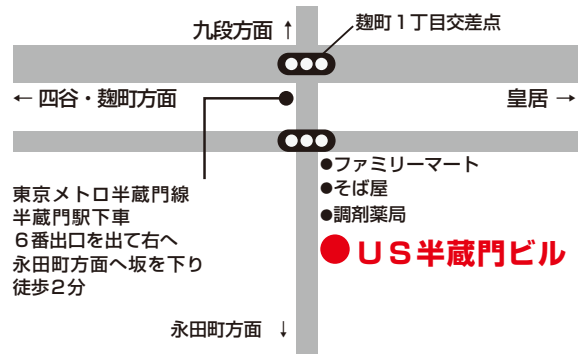 九段方面 ↑
麹町1丁目交差点
← 四谷・麹町方面
皇居 →
●ファミリーマート
●そば屋
●調剤薬局
●US半蔵門ビル
東京メトロ半蔵門線
半蔵門駅下車
6番出口を出て右へ
永田町方面へ坂を下り
徒歩2分
永田町方面 ↓